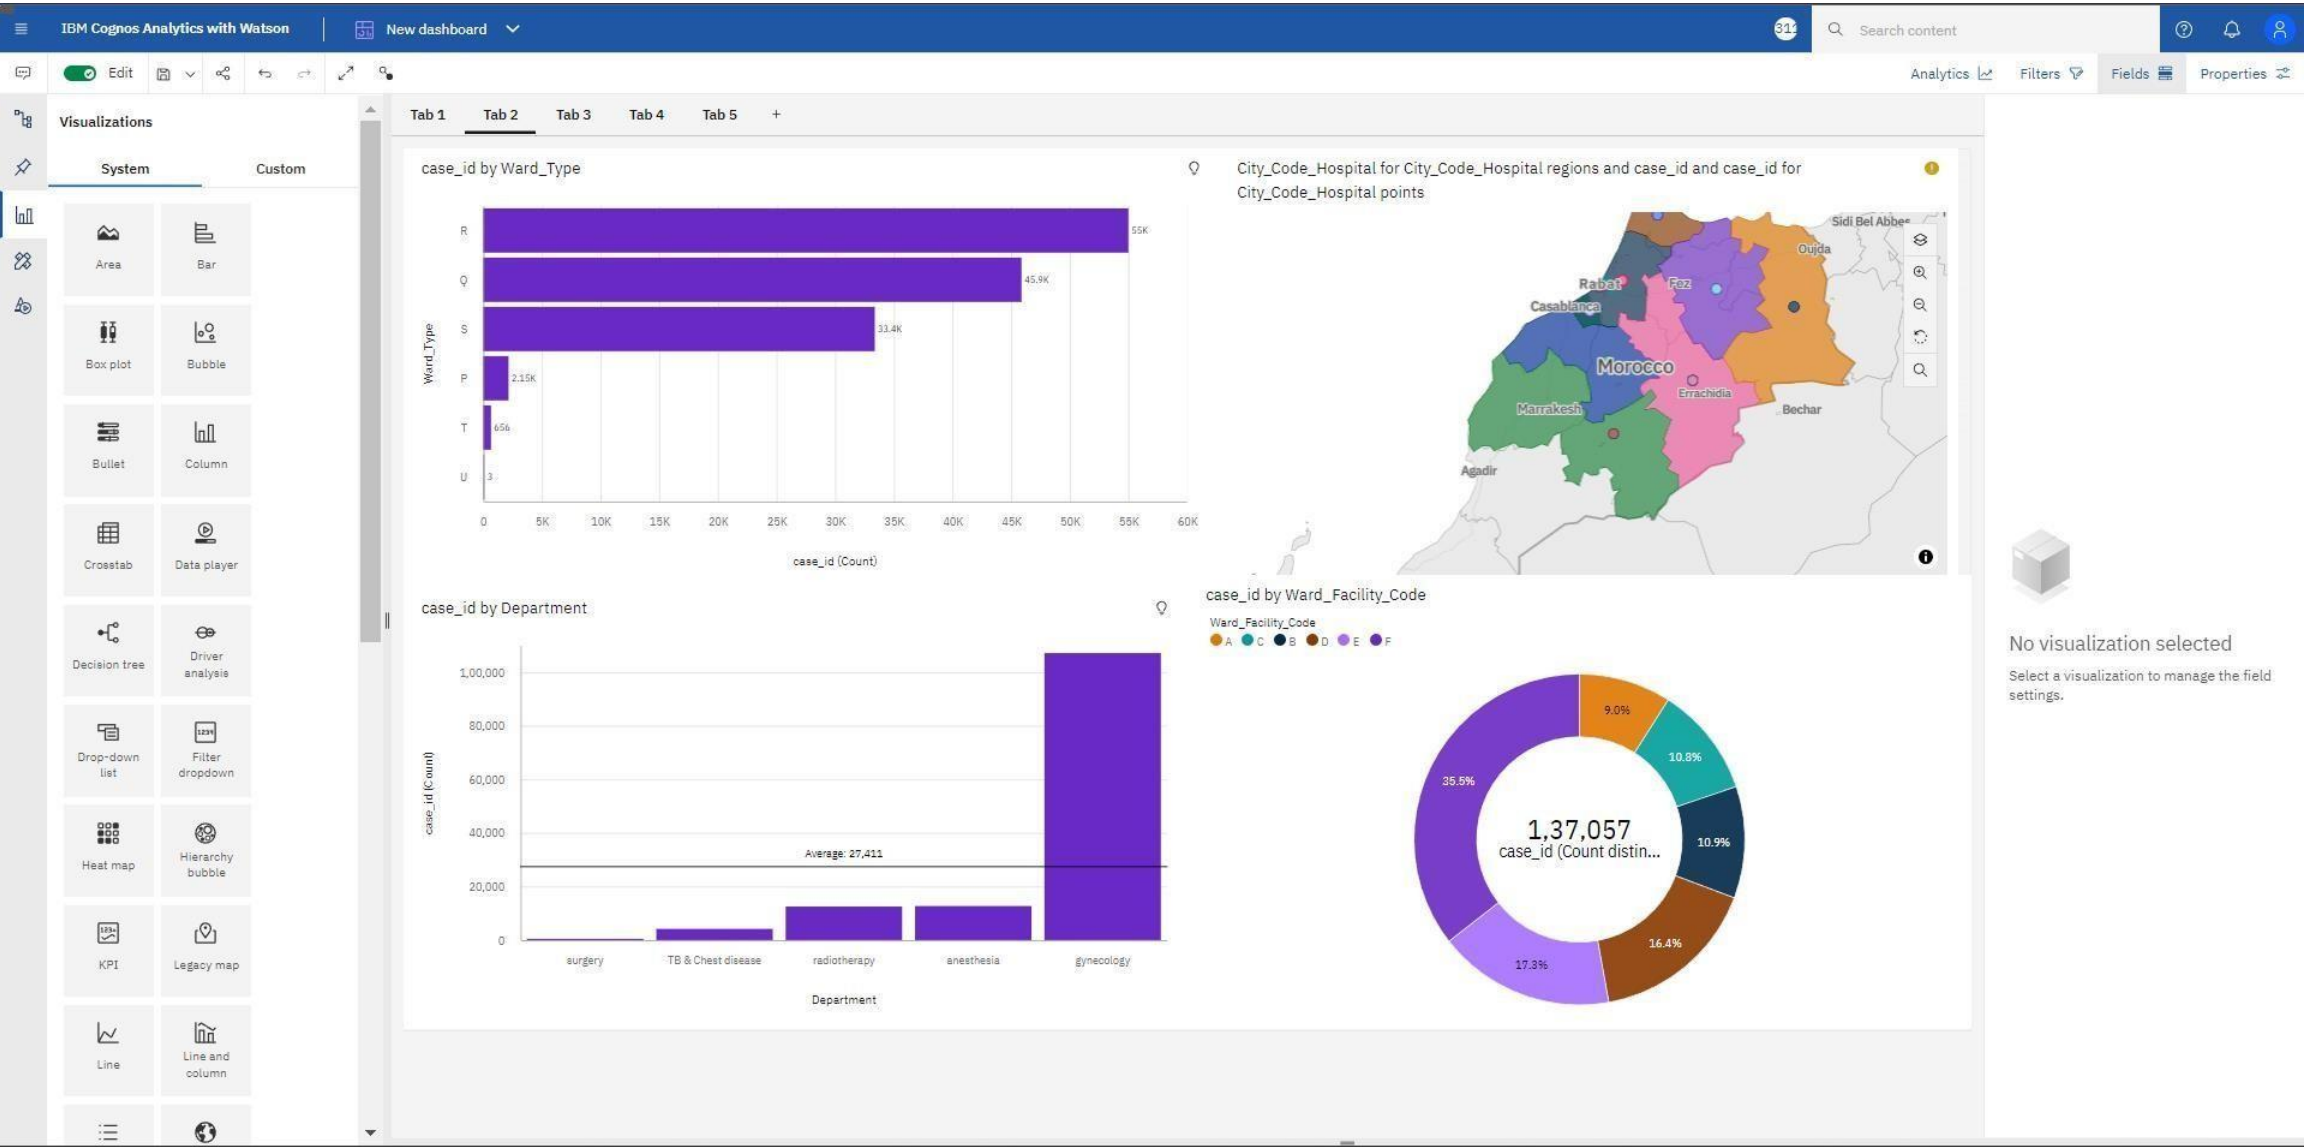 IBM Cognos Analytics with Watson
New dashboard
Search content
Edit
Analytics
Filters
Fields
Properties
Visualizations
System
Custom
Area
Bar
Box plot
Bubble
Bullet
Column
Crosstab
Data player
Decision tree
Driver
analysis
Drop-down
list
Filter
dropdown
Heat map
Hierarchy
bubble
KPI
Legacy map
Line
Line and
column
Tab 1
Tab 2
Tab 3
Tab 4
Tab 5
+
case_id by Ward_Type
Ward_Type
R
55K
Q
45.9K
S
33.4K
P
2.15K
T
656
U
3
0 5K 10K 15K 20K 25K 30K 35K 40K 45K 50K 55K 60K
case_id (Count)
City_Code_Hospital for City_Code_Hospital regions and case_id and case_id for
City_Code_Hospital points
Sidi Bel Abbes
Oujda
Rabat
Fez
Casablanca
Morocco
Errachidia
Marrakesh
Bechar
Agadir
case_id by Department
case_id (Count)
1,00,000
80,000
60,000
40,000
20,000
0
Average: 27,411
surgery
TB & Chest disease
radiotherapy
anesthesia
gynecology
Department
case_id by Ward_Facility_Code
Ward_Facility_Code
A C B D E F
9.0%
10.8%
10.9%
16.4%
17.3%
35.5%
1,37,057
case_id (Count distin...
No visualization selected
Select a visualization to manage the field
settings.